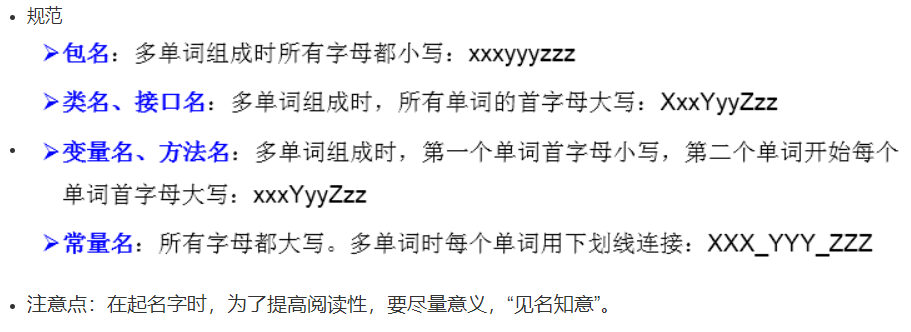 • 规范
➢包名：多单词组成时所有字母都小写：xxxyyyzzz
➢类名、接口名：多单词组成时，所有单词的首字母大写：XxxYyyZzz
• ➢变量名、方法名：多单词组成时，第一个单词首字母小写，第二个单词开始每个
单词首字母大写：xxxYyyZzz
➢常量名：所有字母都大写。多单词时每个单词用下划线连接：XXX_YYY_ZZZ
• 注意点：在起名字时，为了提高阅读性，要尽量意义，“见名知意”。